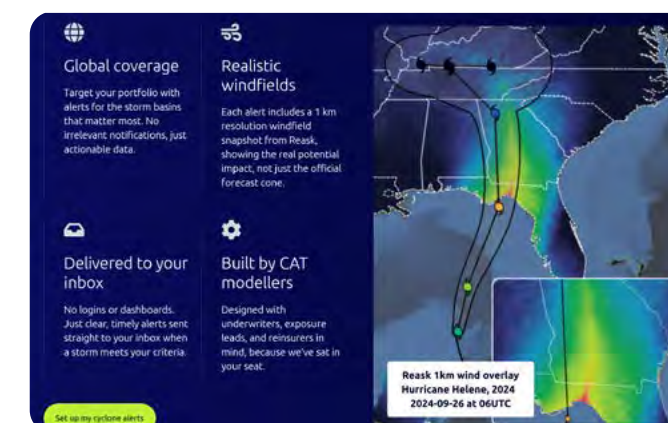 Global coverage
Target your portfolio with
alerts for the storm basins
that matter most. No
irrelevant notifications, just
actionable data.
Realistic
windfields
Each alert includes a 1 km
resolution windfield
snapshot from Reask,
showing the real potential
impact, not just the official
forecast cone.
Delivered to your
inbox
No logins or dashboards.
Just clear, timely alerts sent
straight to your inbox when
a storm meets your criteria.
Built by CAT
modellers
Designed with
underwriters, exposure
leads, and reinsurers in
mind, because we've sat in
your seat.
Set up my cyclone alerts
Reask 1km wind overlay
Hurricane Helene, 2024
2024-09-26 at 06UTC